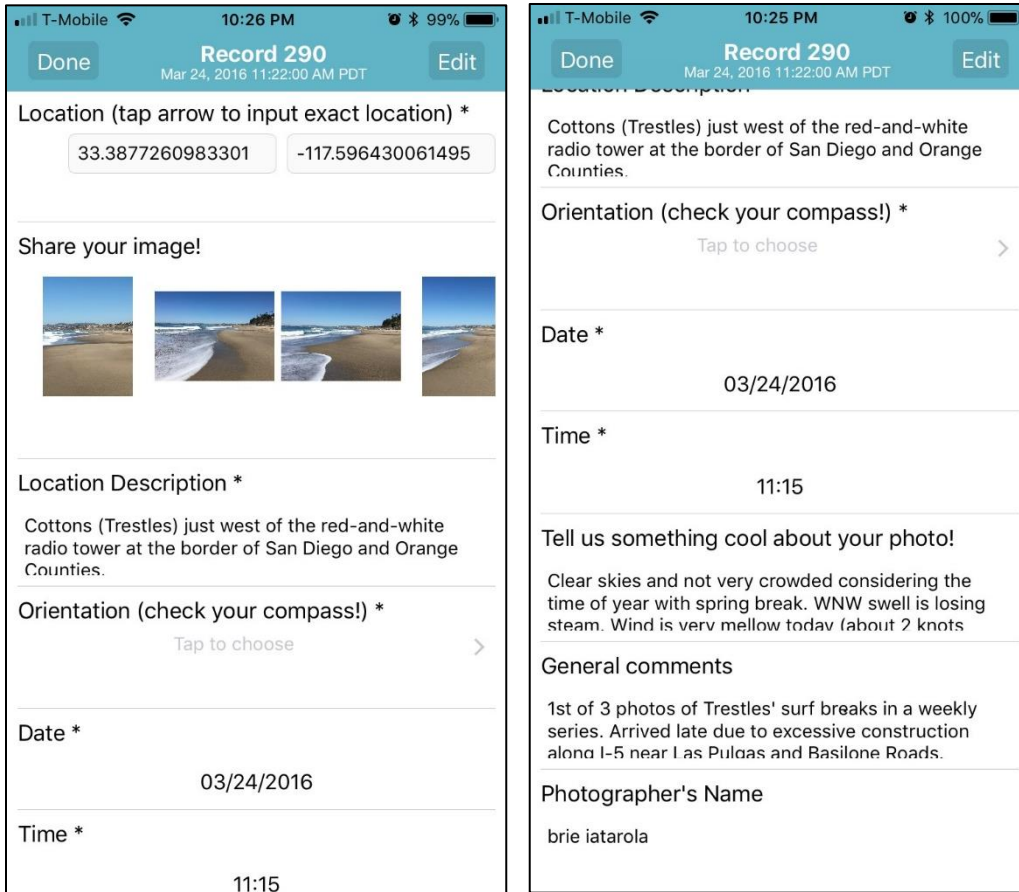 T-Mobile 10:26 PM 99%
Done Record 290 Edit
Mar 24, 2016 11:22:00 AM PDT
Location (tap arrow to input exact location) *
33.3877260983301 -117.596430061495
Share your image!
Location Description *
Cottons (Trestles) just west of the red-and-white
radio tower at the border of San Diego and Orange
Counties.
Orientation (check your compass!) *
Tap to choose
Date *
03/24/2016
Time *
11:15
T-Mobile 10:25 PM 100%
Done Record 290 Edit
Mar 24, 2016 11:22:00 AM PDT
Location Description
Cottons (Trestles) just west of the red-and-white
radio tower at the border of San Diego and Orange
Counties.
Orientation (check your compass!) *
Tap to choose
Date *
03/24/2016
Time *
11:15
Tell us something cool about your photo!
Clear skies and not very crowded considering the
time of year with spring break. WNW swell is losing
steam. Wind is very mellow today (about 2 knots
General comments
1st of 3 photos of Trestles' surf breaks in a weekly
series. Arrived late due to excessive construction
along I-5 near Las Pulgas and Basilone Roads.
Photographer's Name
brie iatarola